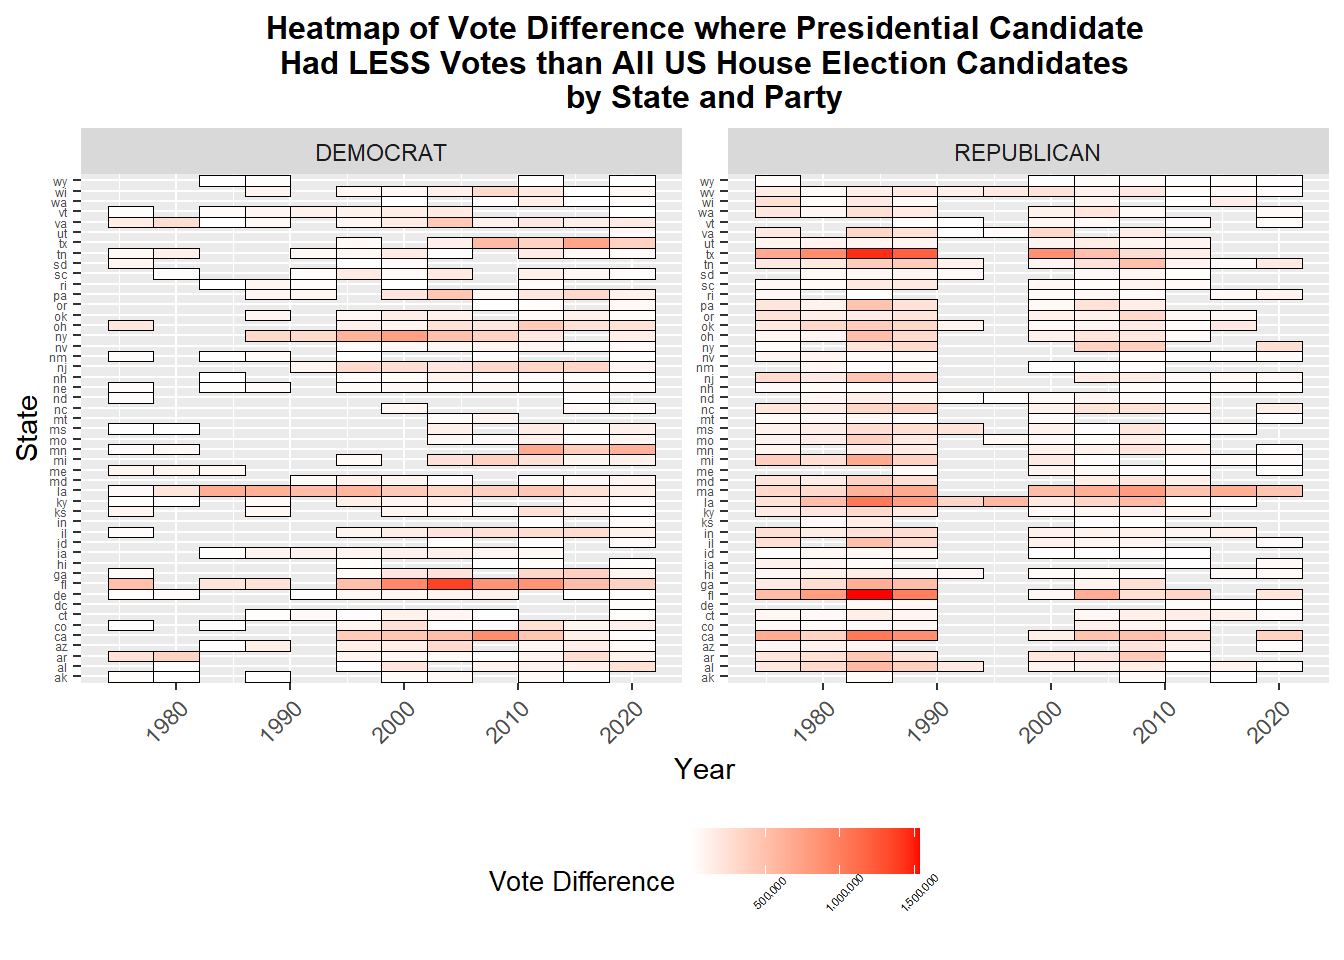 Heatmap of Vote Difference where Presidential Candidate
Had LESS Votes than All US House Election Candidates
by State and Party
DEMOCRAT
REPUBLICAN
State
wy
wi
wa
vt
va
ut
tx
tn
sd
sc
ri
pa
or
ok
oh
ny
nv
nm
nj
nh
ne
nd
nc
mt
ms
mo
mn
mi
me
md
la
ky
ks
in
il
id
ia
hi
ga
fl
de
dc
ct
co
ca
az
ar
al
ak
wy
wv
wi
wa
vt
va
ut
tx
tn
sd
sc
ri
pa
or
ok
oh
ny
nv
nm
nj
nh
nd
nc
mt
ms
mo
mn
mi
me
md
ma
la
ky
ks
in
il
id
ia
hi
ga
fl
de
ct
co
ca
az
ar
al
ak
1980 1990 2000 2010 2020
1980 1990 2000 2010 2020
Year
Vote Difference
500,000 1,000,000 1,500,000